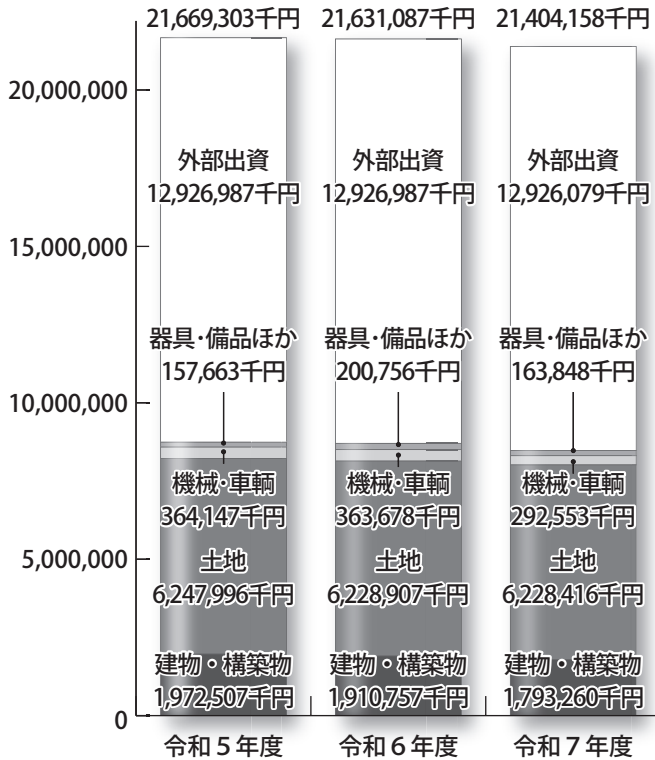 21,669,303千円
21,631,087千円
21,404,158千円
20,000,000
15,000,000
10,000,000
5,000,000
0
外部出資
12,926,987千円
器具・備品ほか
157,663千円
機械・車輌
364,147千円
土地
6,247,996千円
建物・構築物
1,972,507千円
令和5年度
外部出資
12,926,987千円
器具・備品ほか
200,756千円
機械・車輌
363,678千円
土地
6,228,907千円
建物・構築物
1,910,757千円
令和6年度
外部出資
12,926,079千円
器具・備品ほか
163,848千円
機械・車輌
292,553千円
土地
6,228,416千円
建物・構築物
1,793,260千円
令和7年度